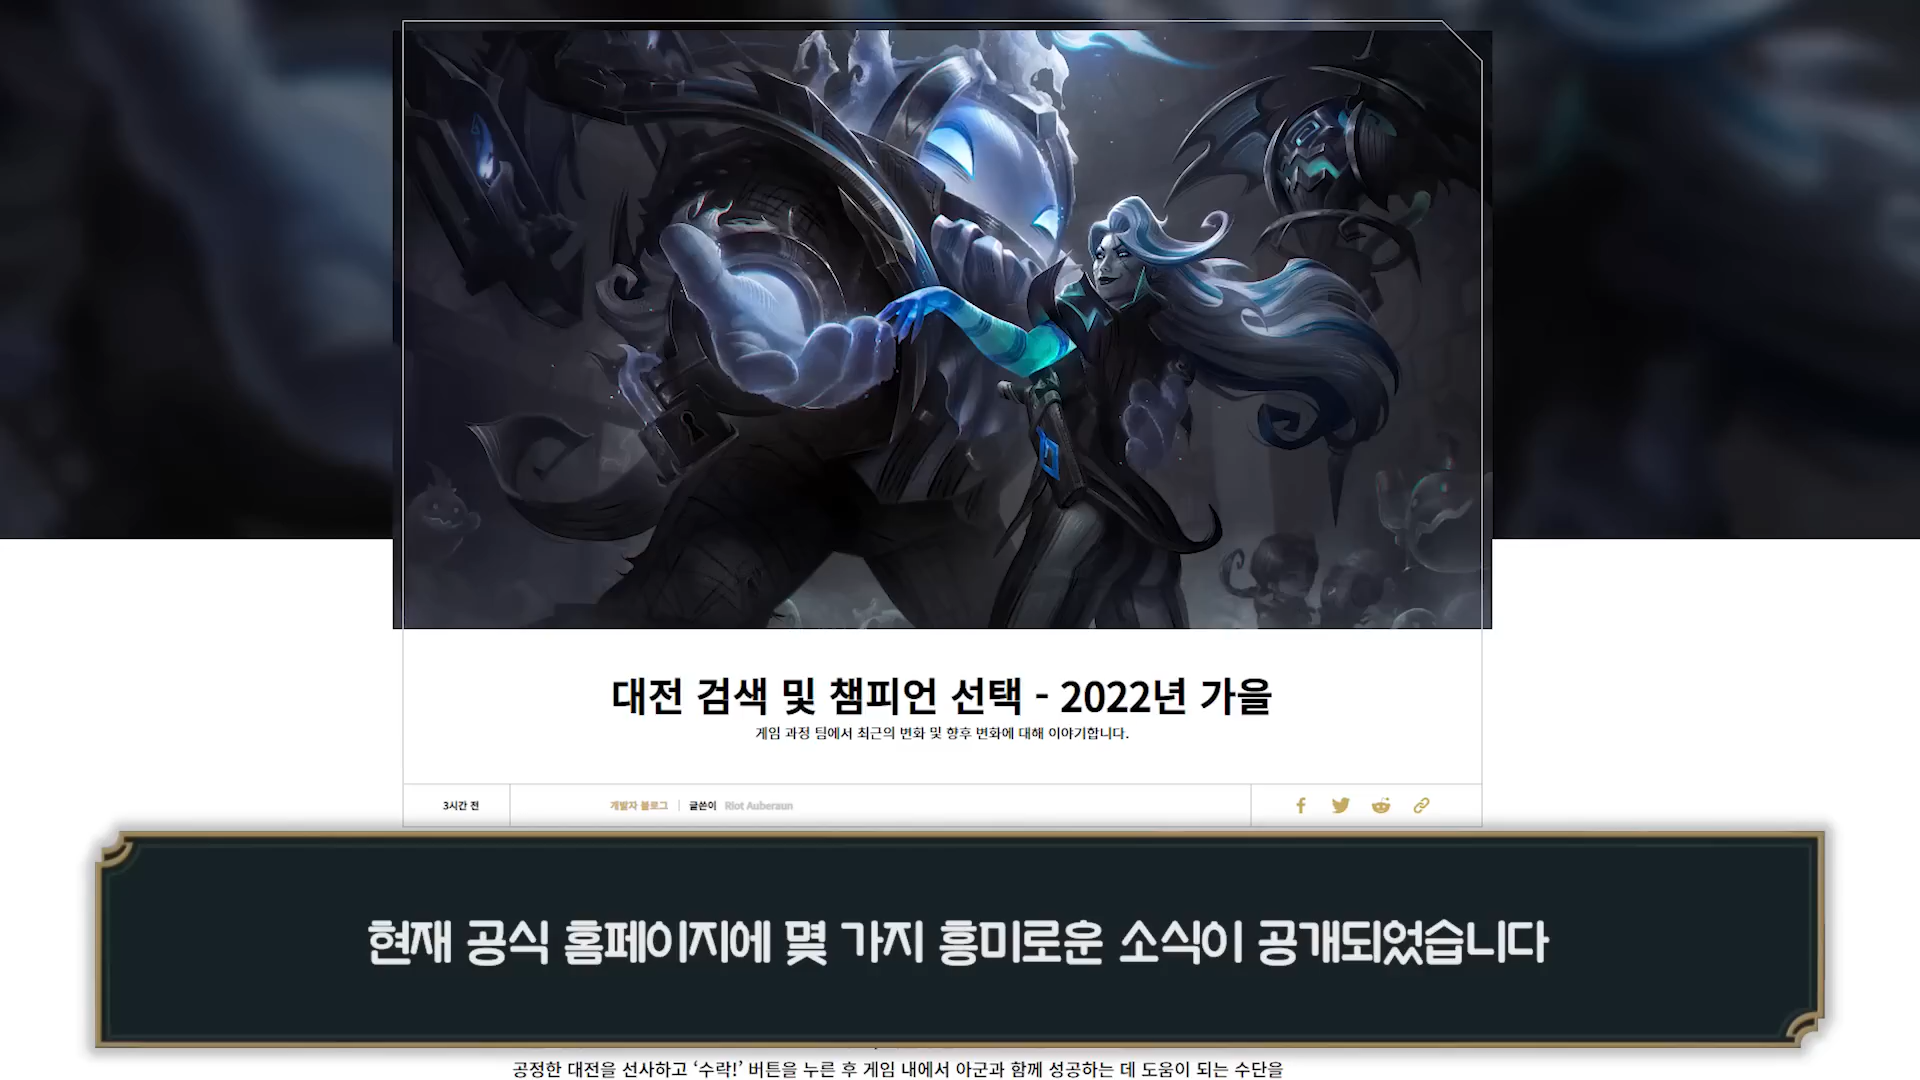 대전 검색 및 챔피언 선택 - 2022년 가을
게임 과정 팀에서 최근의 변화 및 향후 변화에 대해 이야기합니다.
3시간 전
개발자 블로그 | 글쓴이 Riot Auberaun
현재 공식 홈페이지에 몇 가지 흥미로운 소식이 공개되었습니다
공정한 대전을 선사하고 ‘수락!’ 버튼을 누른 후 게임 내에서 아군과 함께 성공하는 데 도움이 되는 수단을